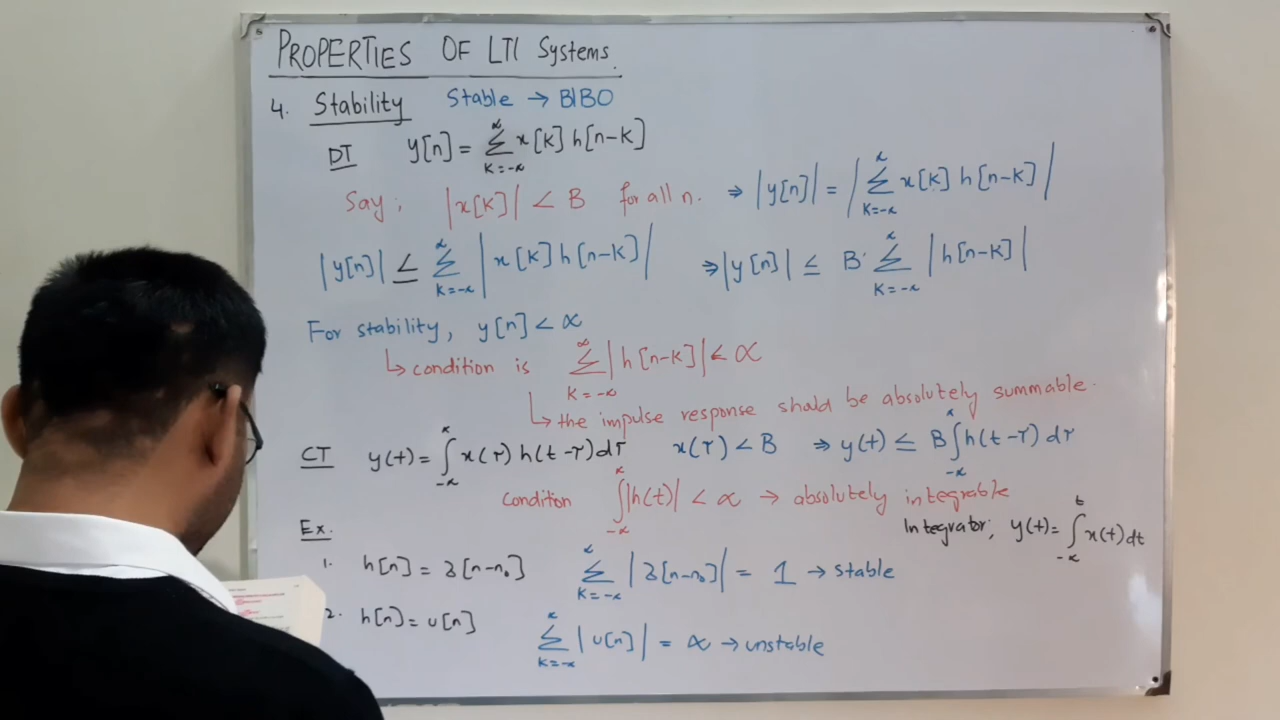 PROPERTIES OF LTI Systems.
4. Stability Stable → BIBO
DT y[n] = ∑_{K=-∞}^{∞} x[K] h[n-K]
Say; |x[K]| < B for all n. ⇒ |y[n]| = |∑_{K=-∞}^{∞} x[K] h[n-K]|
|y[n]| ≤ ∑_{K=-∞}^{∞} |x[K] h[n-K]| ⇒ |y[n]| ≤ B· ∑_{K=-∞}^{∞} |h[n-K]|
For stability, y[n] < ∞
↳ condition is ∑_{K=-∞}^{∞} |h[n-K]| < ∞
↳ the impulse response should be absolutely summable.
CT y(t) = ∫_{-∞}^{∞} x(τ) h(t-τ) dτ x(τ) < B ⇒ y(t) ≤ B ∫_{-∞}^{∞} h(t-τ) dτ
Condition ∫_{-∞}^{∞} |h(t)| < ∞ → absolutely integrable
Ex. Integrator; y(t) = ∫_{-∞}^{t} x(t) dt
1. h[n] = δ[n-n₀] ∑_{K=-∞}^{∞} |δ[n-n₀]| = 1 → stable
2. h[n] = u[n] ∑_{K=-∞}^{∞} |u[n]| = ∞ → unstable